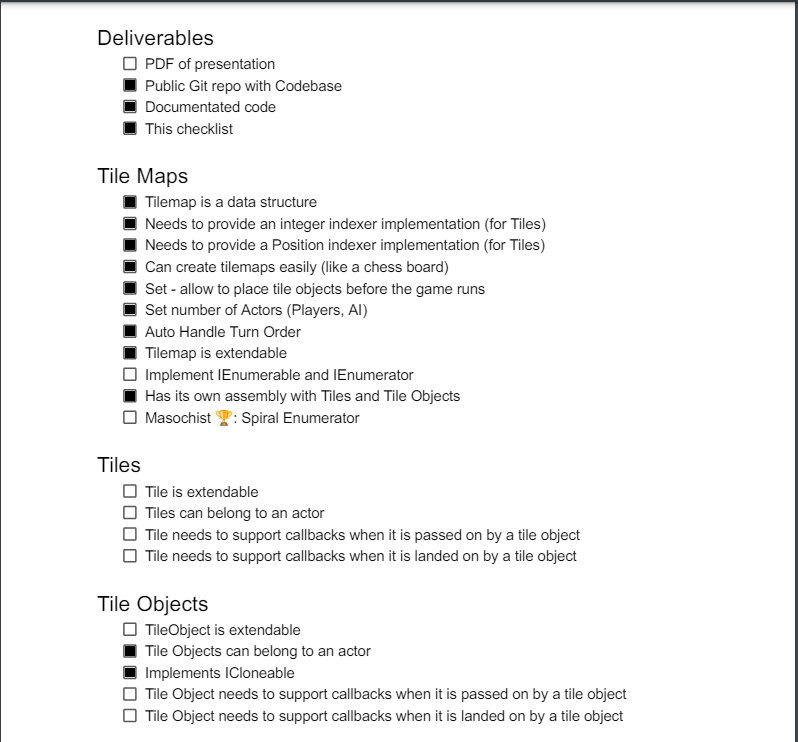 Deliverables
☐ PDF of presentation
■ Public Git repo with Codebase
■ Documentated code
■ This checklist
Tile Maps
■ Tilemap is a data structure
■ Needs to provide an integer indexer implementation (for Tiles)
■ Needs to provide a Position indexer implementation (for Tiles)
■ Can create tilemaps easily (like a chess board)
■ Set - allow to place tile objects before the game runs
■ Set number of Actors (Players, AI)
■ Auto Handle Turn Order
■ Tilemap is extendable
☐ Implement IEnumerable and IEnumerator
■ Has its own assembly with Tiles and Tile Objects
☐ Masochist 🏆: Spiral Enumerator
Tiles
☐ Tile is extendable
☐ Tiles can belong to an actor
☐ Tile needs to support callbacks when it is passed on by a tile object
☐ Tile needs to support callbacks when it is landed on by a tile object
Tile Objects
☐ TileObject is extendable
■ Tile Objects can belong to an actor
■ Implements ICloneable
☐ Tile Object needs to support callbacks when it is passed on by a tile object
☐ Tile Object needs to support callbacks when it is landed on by a tile object